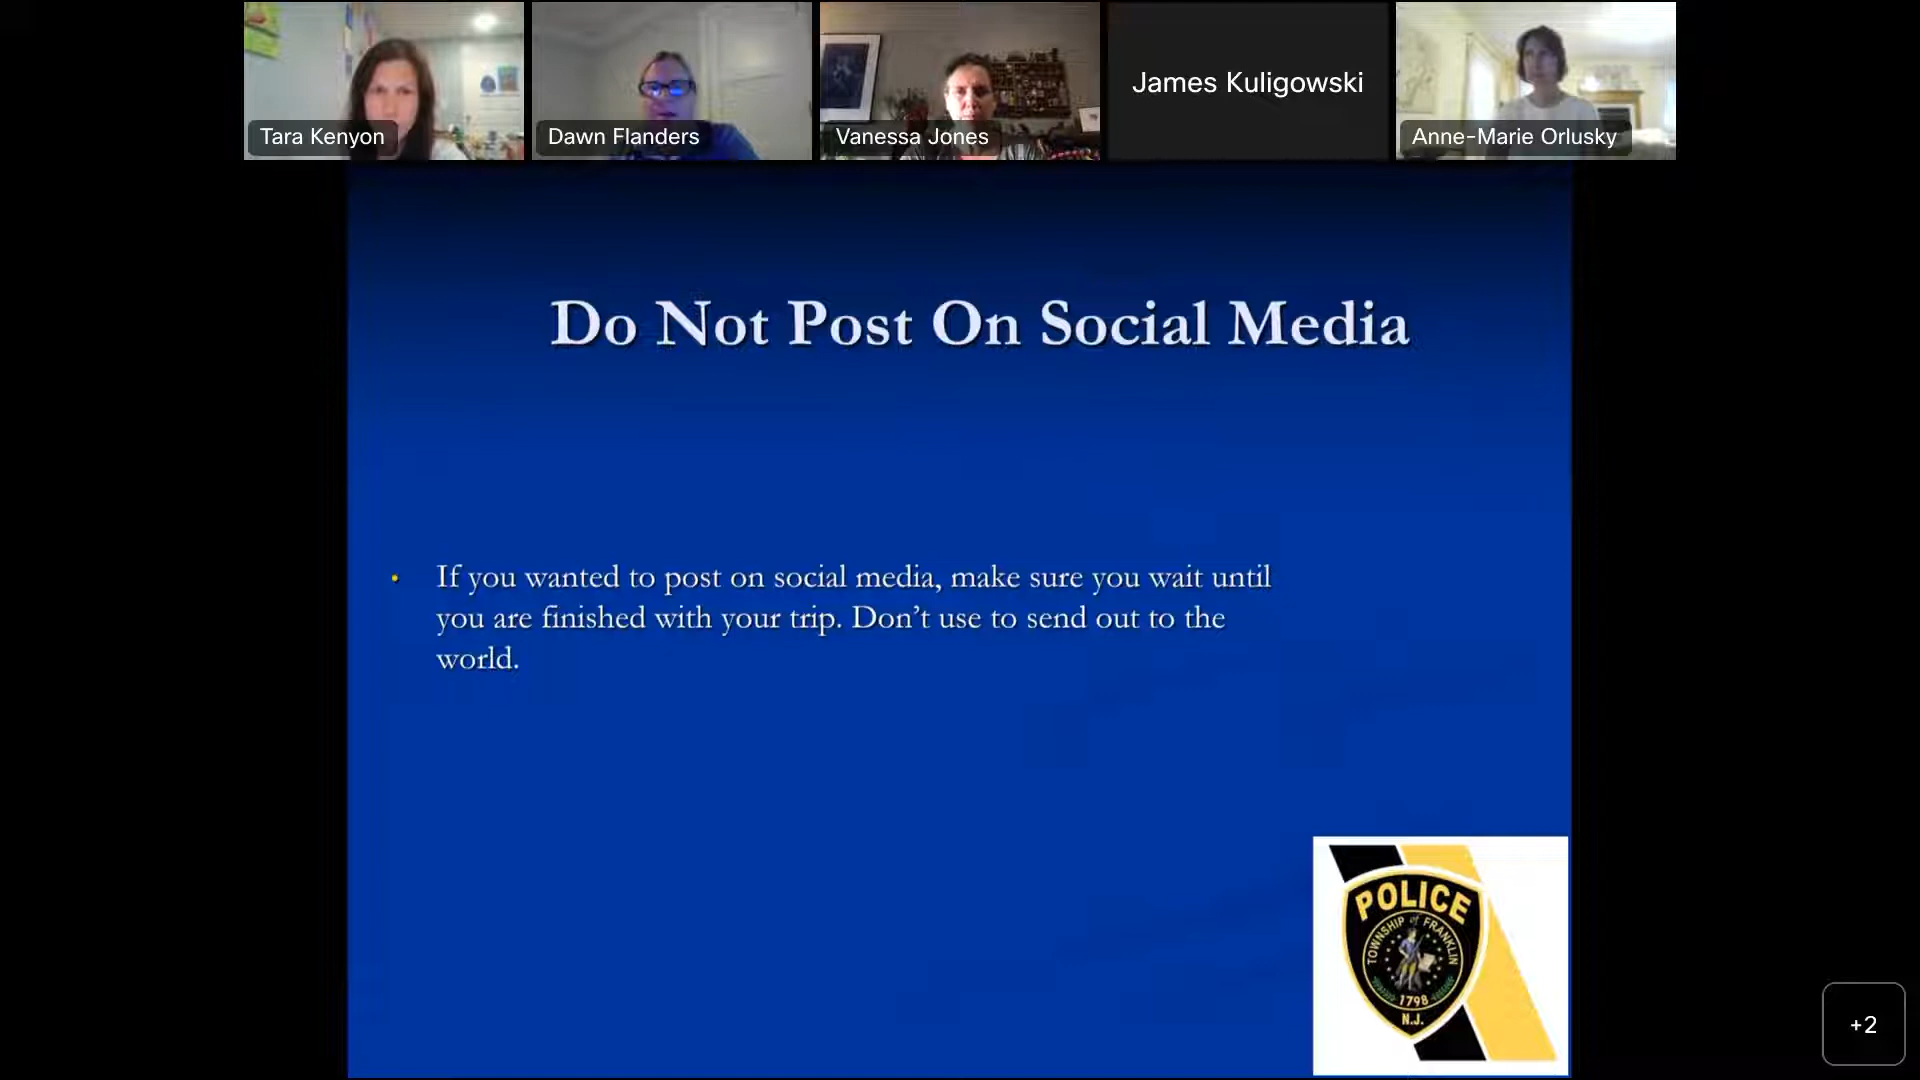 Tara Kenyon
Dawn Flanders
Vanessa Jones
James Kuligowski
Anne-Marie Orlusky
Do Not Post On Social Media
• If you wanted to post on social media, make sure you wait until
you are finished with your trip. Don’t use to send out to the
world.
POLICE
TOWNSHIP of FRANKLIN
1798
N.J.
+2